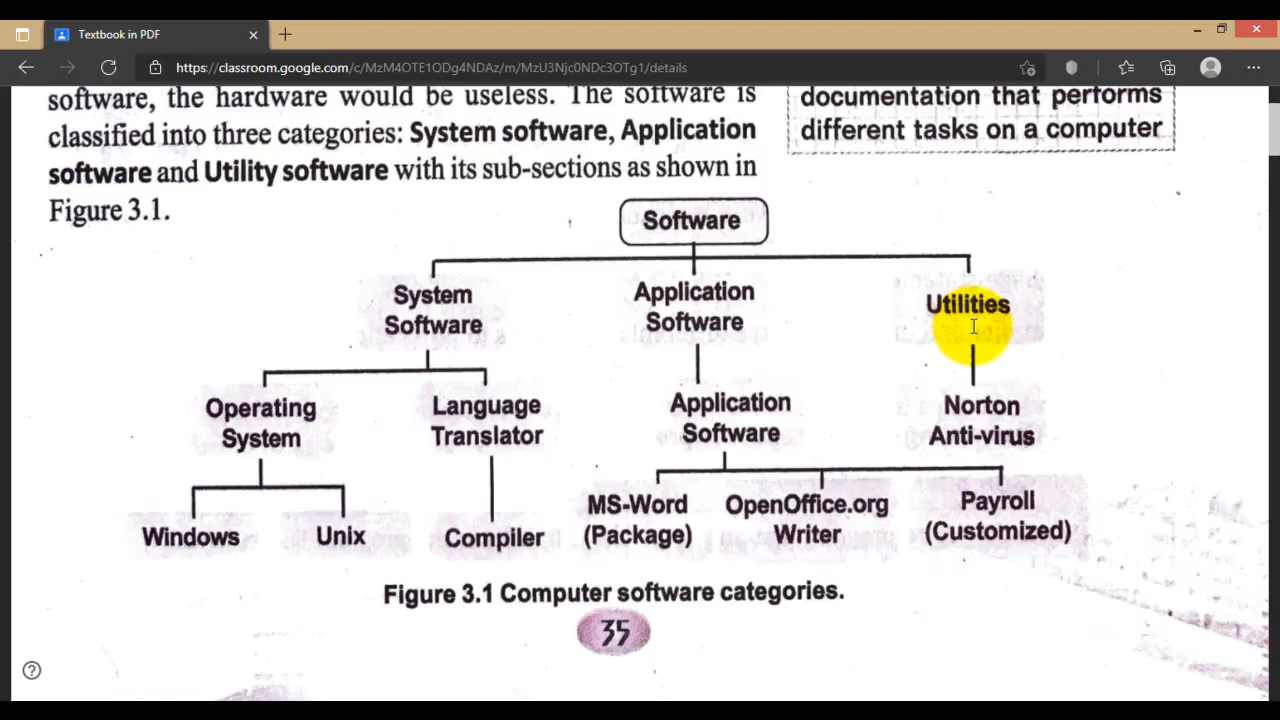 Textbook in PDF
https://classroom.google.com/c/MzM4OTE1ODg4NDAz/m/MzU3Njc0NDc3OTg1/details
software, the hardware would be useless. The software is
classified into three categories: System software, Application
software and Utility software with its sub-sections as shown in
Figure 3.1.
documentation that performs
different tasks on a computer
Software
System
Software
Application
Software
Utilities
Operating
System
Language
Translator
Application
Software
Norton
Anti-virus
Windows
Unix
Compiler
MS-Word
(Package)
OpenOffice.org
Writer
Payroll
(Customized)
Figure 3.1 Computer software categories.
35